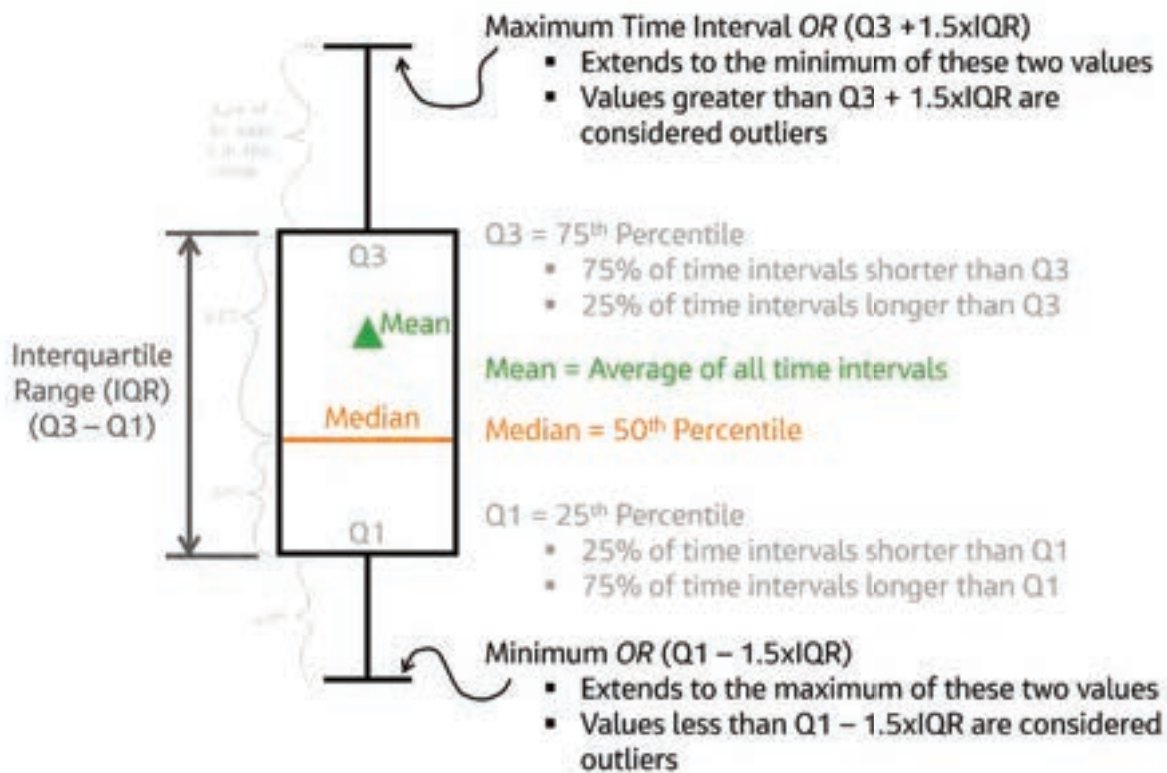 Maximum Time Interval OR (Q3 +1.5xIQR)
▪ Extends to the minimum of these two values
▪ Values greater than Q3 + 1.5xIQR are
considered outliers
Q3
Q3 = 75th Percentile
▪ 75% of time intervals shorter than Q3
▪ 25% of time intervals longer than Q3
Mean
Interquartile
Range (IQR)
(Q3 – Q1)
Mean = Average of all time intervals
Median
Median = 50th Percentile
Q1
Q1 = 25th Percentile
▪ 25% of time intervals shorter than Q1
▪ 75% of time intervals longer than Q1
Minimum OR (Q1 – 1.5xIQR)
▪ Extends to the maximum of these two values
▪ Values less than Q1 – 1.5xIQR are considered
outliers